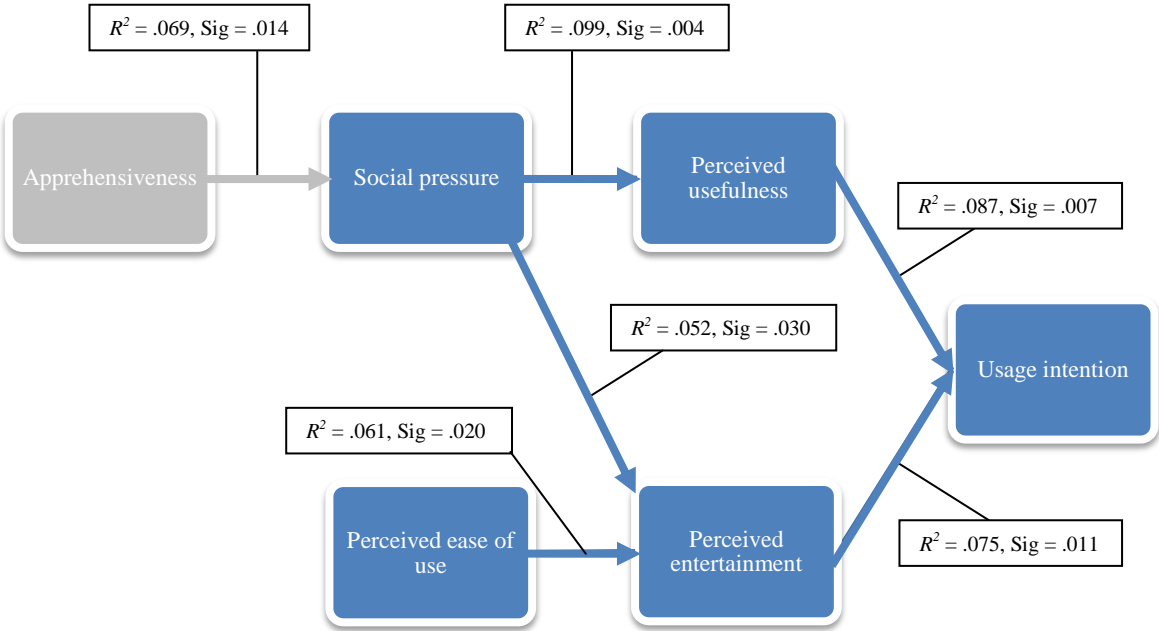 R² = .069, Sig = .014
R² = .099, Sig = .004
Apprehensiveness
Social pressure
Perceived
usefulness
R² = .087, Sig = .007
R² = .052, Sig = .030
Usage intention
R² = .061, Sig = .020
Perceived ease of
use
Perceived
entertainment
R² = .075, Sig = .011